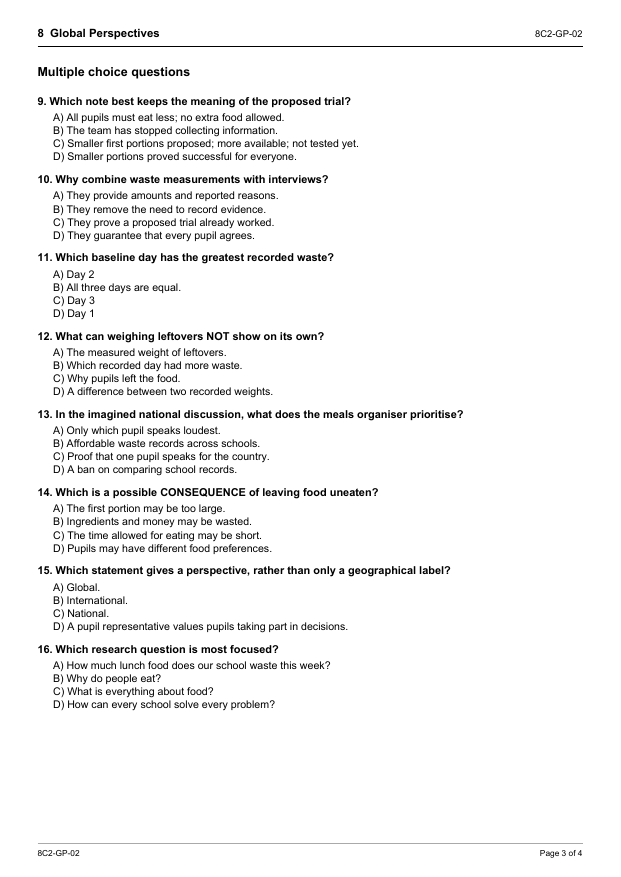 8 Global Perspectives
8C2-GP-02
Multiple choice questions
9. Which note best keeps the meaning of the proposed trial?
A) All pupils must eat less; no extra food allowed.
B) The team has stopped collecting information.
C) Smaller first portions proposed; more available; not tested yet.
D) Smaller portions proved successful for everyone.
10. Why combine waste measurements with interviews?
A) They provide amounts and reported reasons.
B) They remove the need to record evidence.
C) They prove a proposed trial already worked.
D) They guarantee that every pupil agrees.
11. Which baseline day has the greatest recorded waste?
A) Day 2
B) All three days are equal.
C) Day 3
D) Day 1
12. What can weighing leftovers NOT show on its own?
A) The measured weight of leftovers.
B) Which recorded day had more waste.
C) Why pupils left the food.
D) A difference between two recorded weights.
13. In the imagined national discussion, what does the meals organiser prioritise?
A) Only which pupil speaks loudest.
B) Affordable waste records across schools.
C) Proof that one pupil speaks for the country.
D) A ban on comparing school records.
14. Which is a possible CONSEQUENCE of leaving food uneaten?
A) The first portion may be too large.
B) Ingredients and money may be wasted.
C) The time allowed for eating may be short.
D) Pupils may have different food preferences.
15. Which statement gives a perspective, rather than only a geographical label?
A) Global.
B) International.
C) National.
D) A pupil representative values pupils taking part in decisions.
16. Which research question is most focused?
A) How much lunch food does our school waste this week?
B) Why do people eat?
C) What is everything about food?
D) How can every school solve every problem?
8C2-GP-02
Page 3 of 4